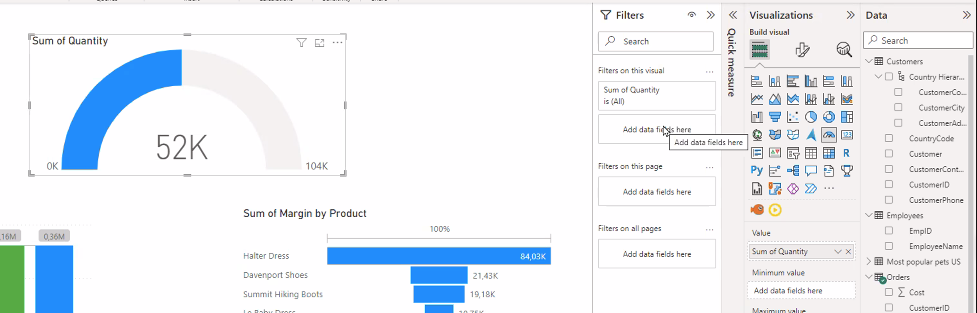 Sum of Quantity
52K
0K
104K
,16M
0,36M
Sum of Margin by Product
100%
Halter Dress
84,03K
Davenport Shoes
21,43K
Summit Hiking Boots
19,18K
Filters
Search
Filters on this visual
Sum of Quantity
is (All)
Add data fields here
Add data fields here
Filters on this page
Add data fields here
Filters on all pages
Add data fields here
Quick measure
Visualizations
Build visual
R
Py
123
Value
Sum of Quantity
Minimum value
Add data fields here
Maximum value
Data
Search
Customers
Country Hierar...
CustomerCo...
CustomerCity
CustomerAd...
CountryCode
Customer
CustomerCont...
CustomerID
CustomerPhone
Employees
EmpID
EmployeeName
Most popular pets US
Orders
Cost
CustomerID